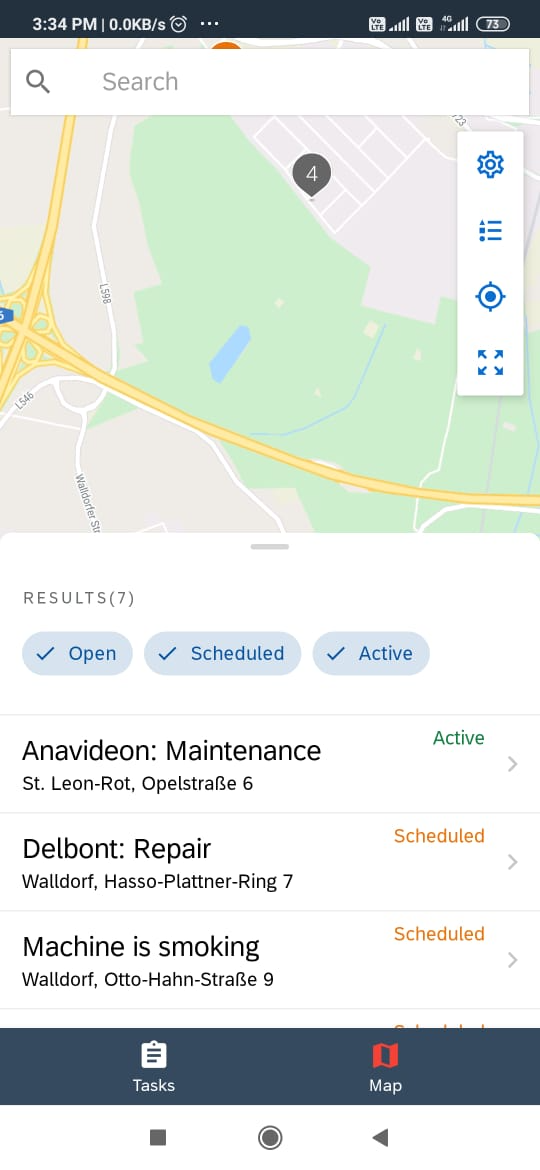 3:34 PM | 0.0KB/s ...
Vo LTE Vo LTE 4G 73
Search
4
L598
6
L546
Walldorfer Str
RESULTS(7)
Open Scheduled Active
Active
Anavideon: Maintenance
St. Leon-Rot, Opelstraße 6
Scheduled
Delbont: Repair
Walldorf, Hasso-Plattner-Ring 7
Scheduled
Machine is smoking
Walldorf, Otto-Hahn-Straße 9
Tasks Map